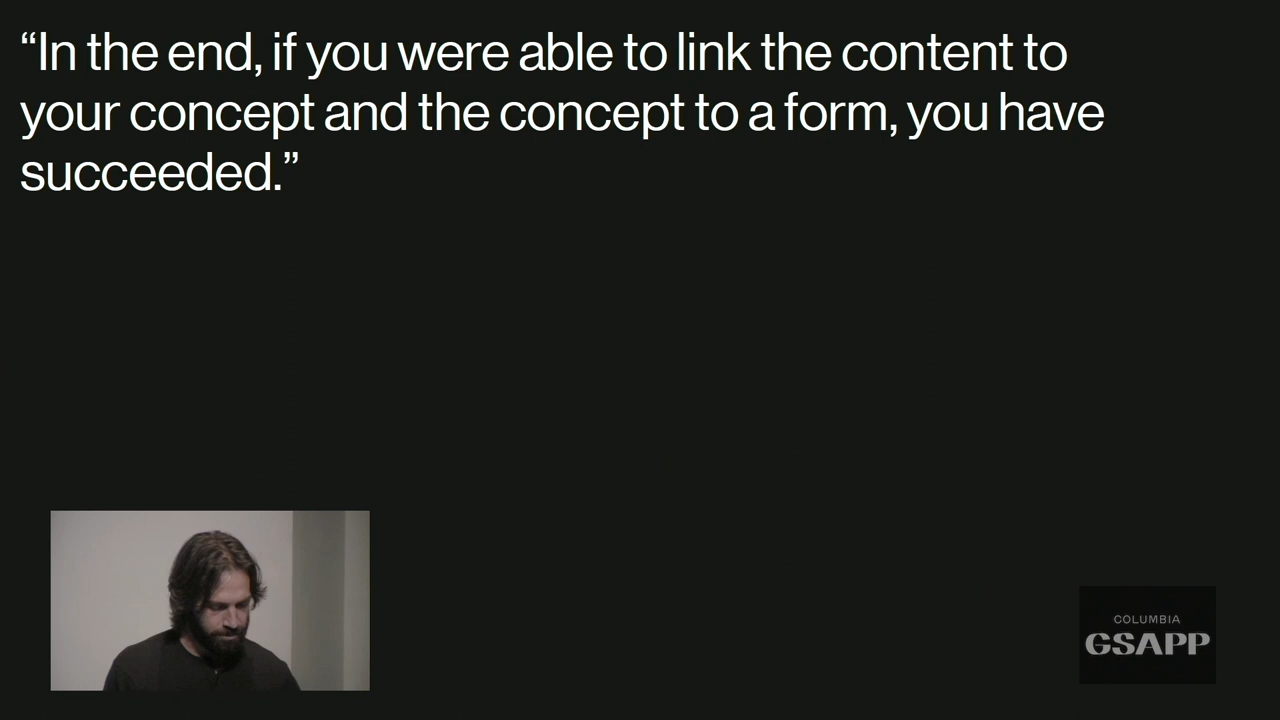 “In the end, if you were able to link the content to
your concept and the concept to a form, you have
succeeded.”
COLUMBIA
GSAPP